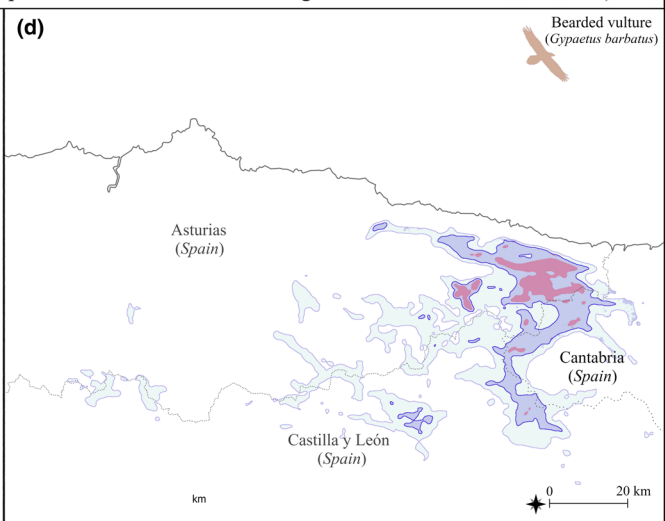 (d)
Bearded vulture
(Gypaetus barbatus)
Asturias
(Spain)
Cantabria
(Spain)
Castilla y León
(Spain)
km
0 20 km